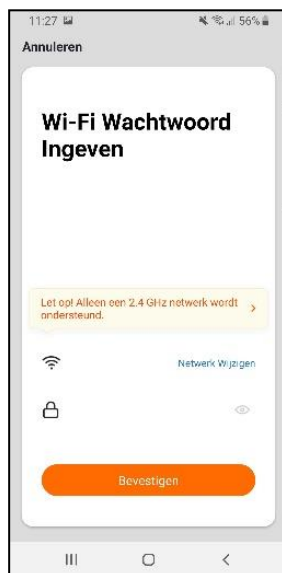 11:27 56%
Annuleren
Wi-Fi Wachtwoord
Ingeven
Let op! Alleen een 2.4 GHz netwerk wordt
ondersteund.
Netwerk Wijzigen
Bevestigen